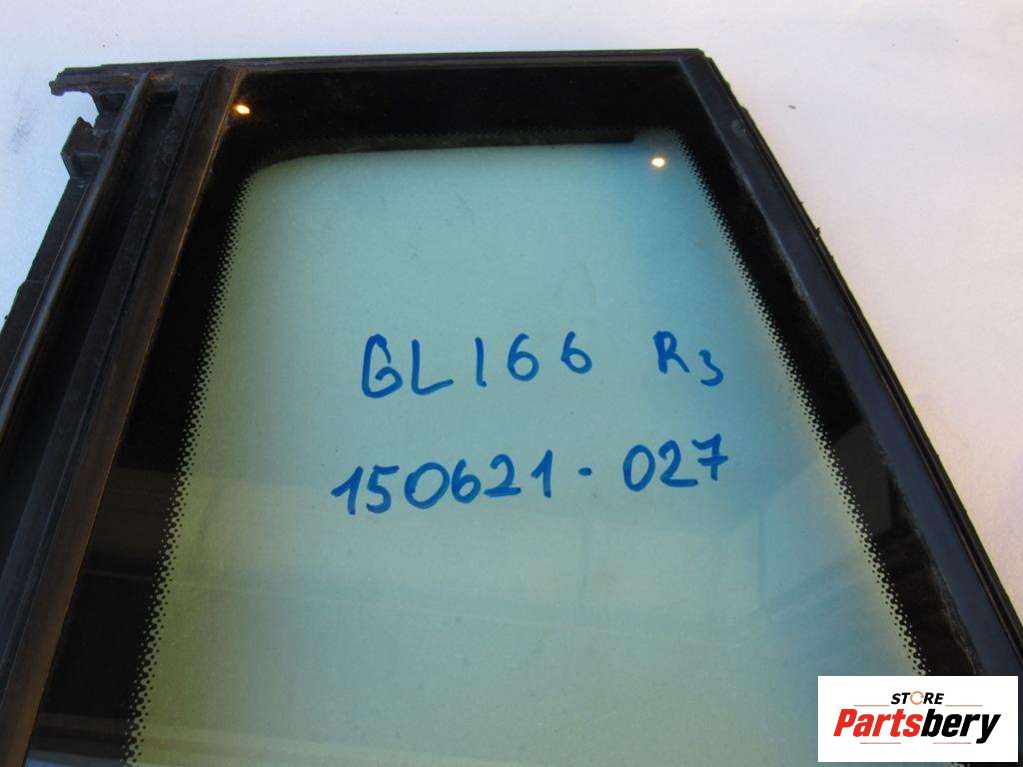 GL166 R3
150621-027
STORE
Partsbery